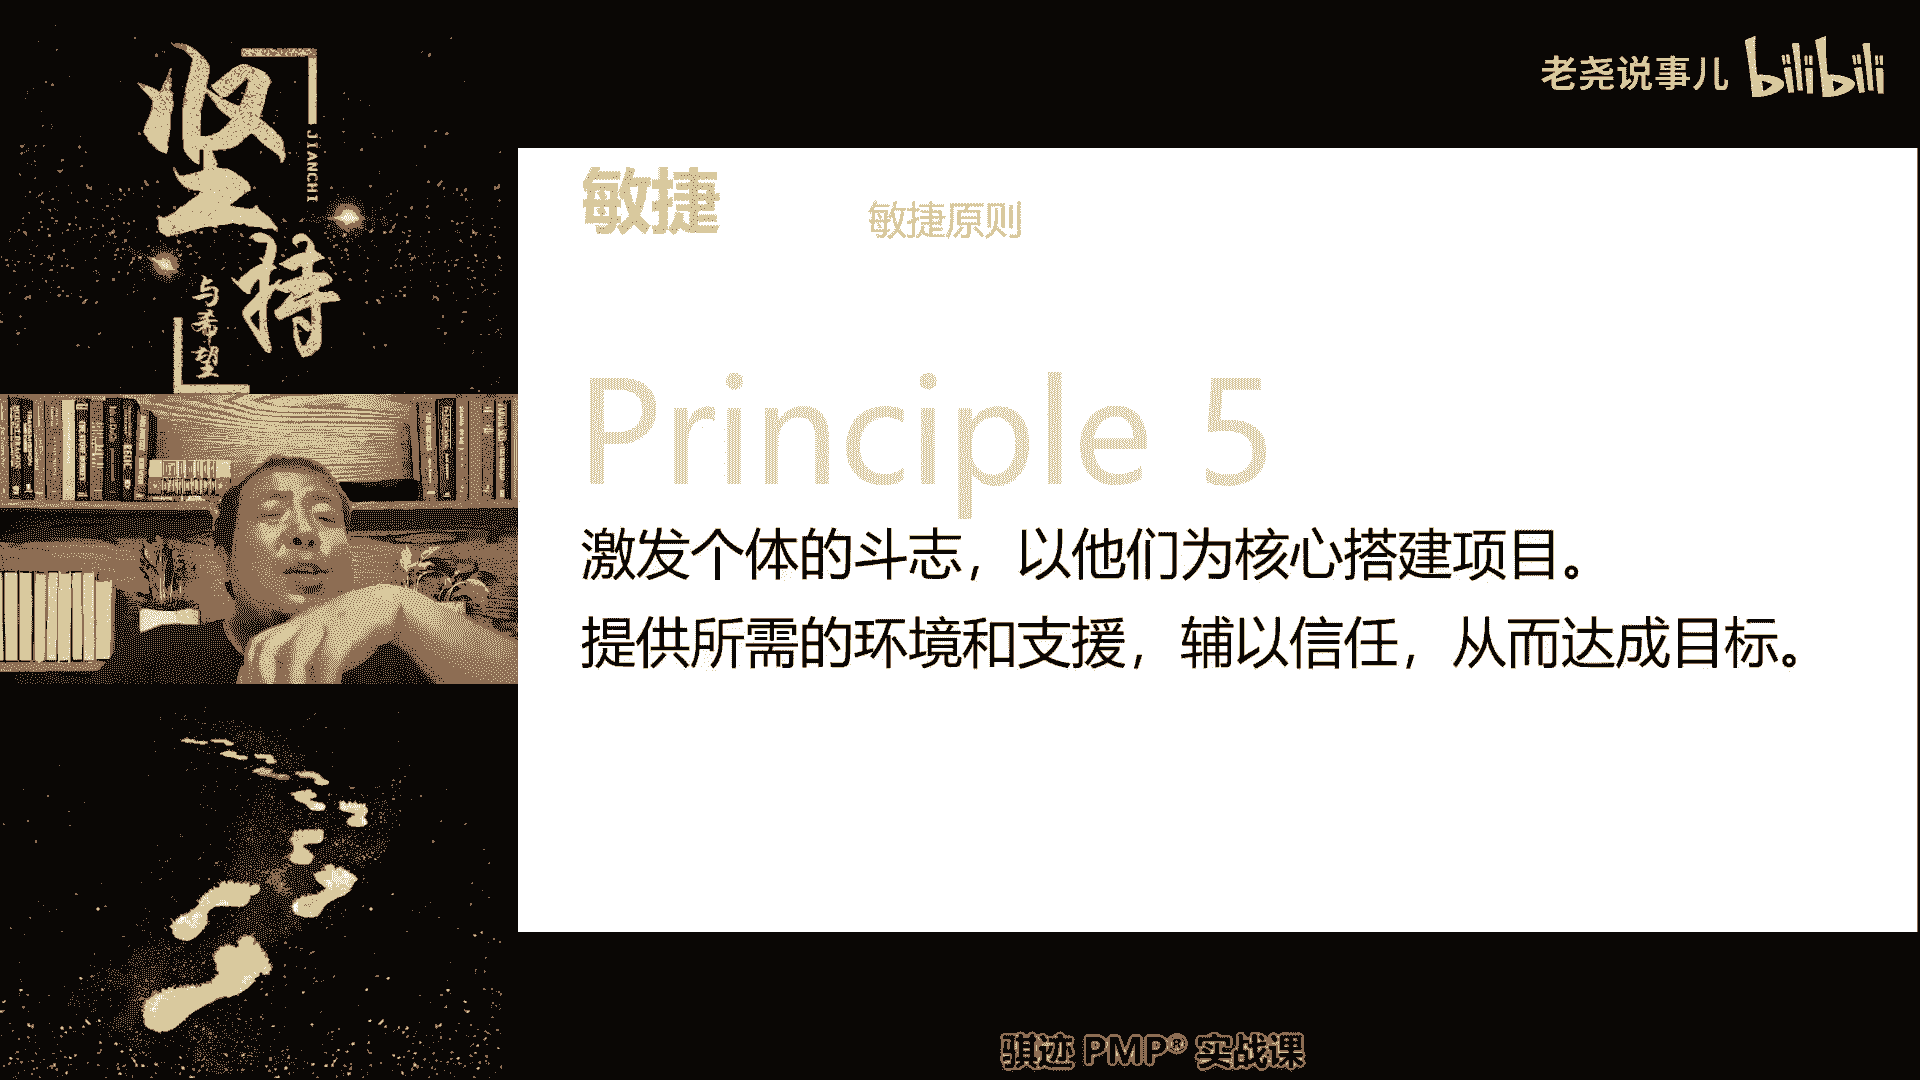 坚持
JIANCHI
与希望
老尧说事儿 bilibili
敏捷
敏捷原则
Principle 5
激发个体的斗志，以他们为核心搭建项目。
提供所需的环境和支援，辅以信任，从而达成目标。
骐迹 PMP® 实战课